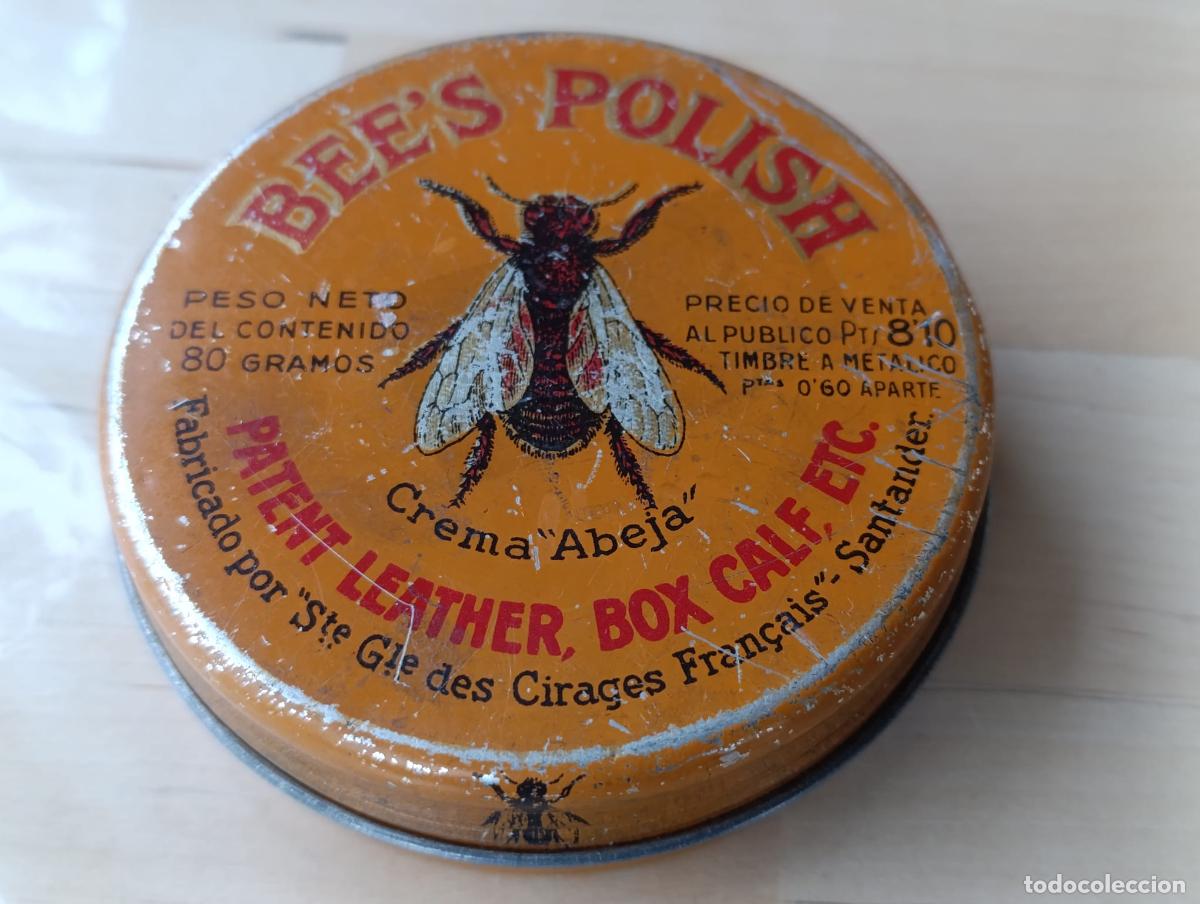 BEE'S POLISH
PESO NETO
DEL CONTENIDO
80 GRAMOS
PRECIO DE VENTA
AL PUBLICO Pts 8'10
TIMBRE A METALICO
Ptas 0'60 APARTE
Crema "Abeja"
PATENT LEATHER, BOX CALF, ETC.
Fabricado por "Ste Gle des Cirages Français"- Santander.
todocoleccion